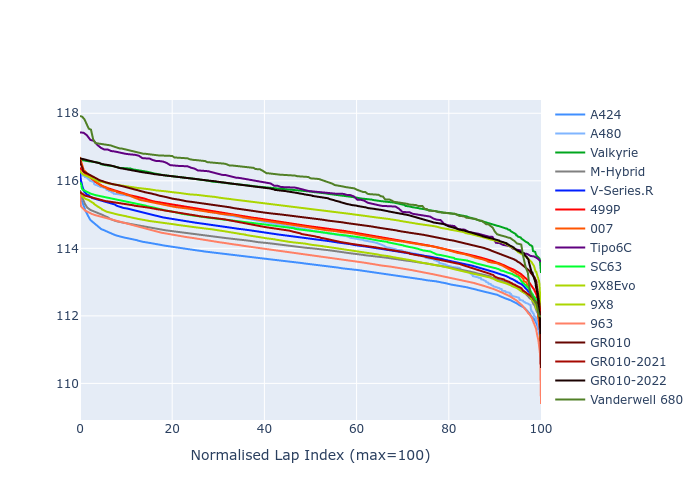 118
116
114
112
110
0
20
40
60
80
100
Normalised Lap Index (max=100)
A424
A480
Valkyrie
M-Hybrid
V-Series.R
499P
007
Tipo6C
SC63
9X8Evo
9X8
963
GR010
GR010-2021
GR010-2022
Vanderwell 680